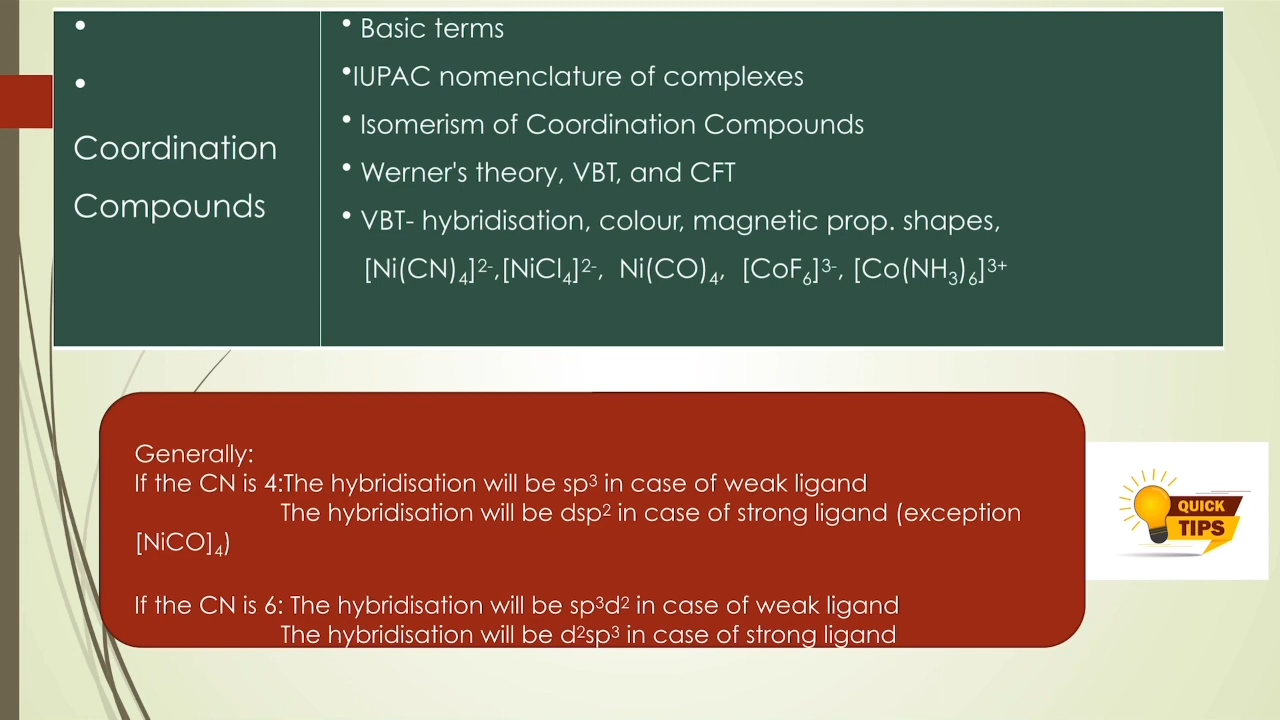 •
•
Coordination
Compounds
• Basic terms
•IUPAC nomenclature of complexes
• Isomerism of Coordination Compounds
• Werner's theory, VBT, and CFT
• VBT- hybridisation, colour, magnetic prop. shapes,
[Ni(CN)₄]²⁻,[NiCl₄]²⁻, Ni(CO)₄, [CoF₆]³⁻, [Co(NH₃)₆]³⁺
Generally:
If the CN is 4:The hybridisation will be sp³ in case of weak ligand
The hybridisation will be dsp² in case of strong ligand (exception
[NiCO]₄)
If the CN is 6: The hybridisation will be sp³d² in case of weak ligand
The hybridisation will be d²sp³ in case of strong ligand
QUICK
TIPS